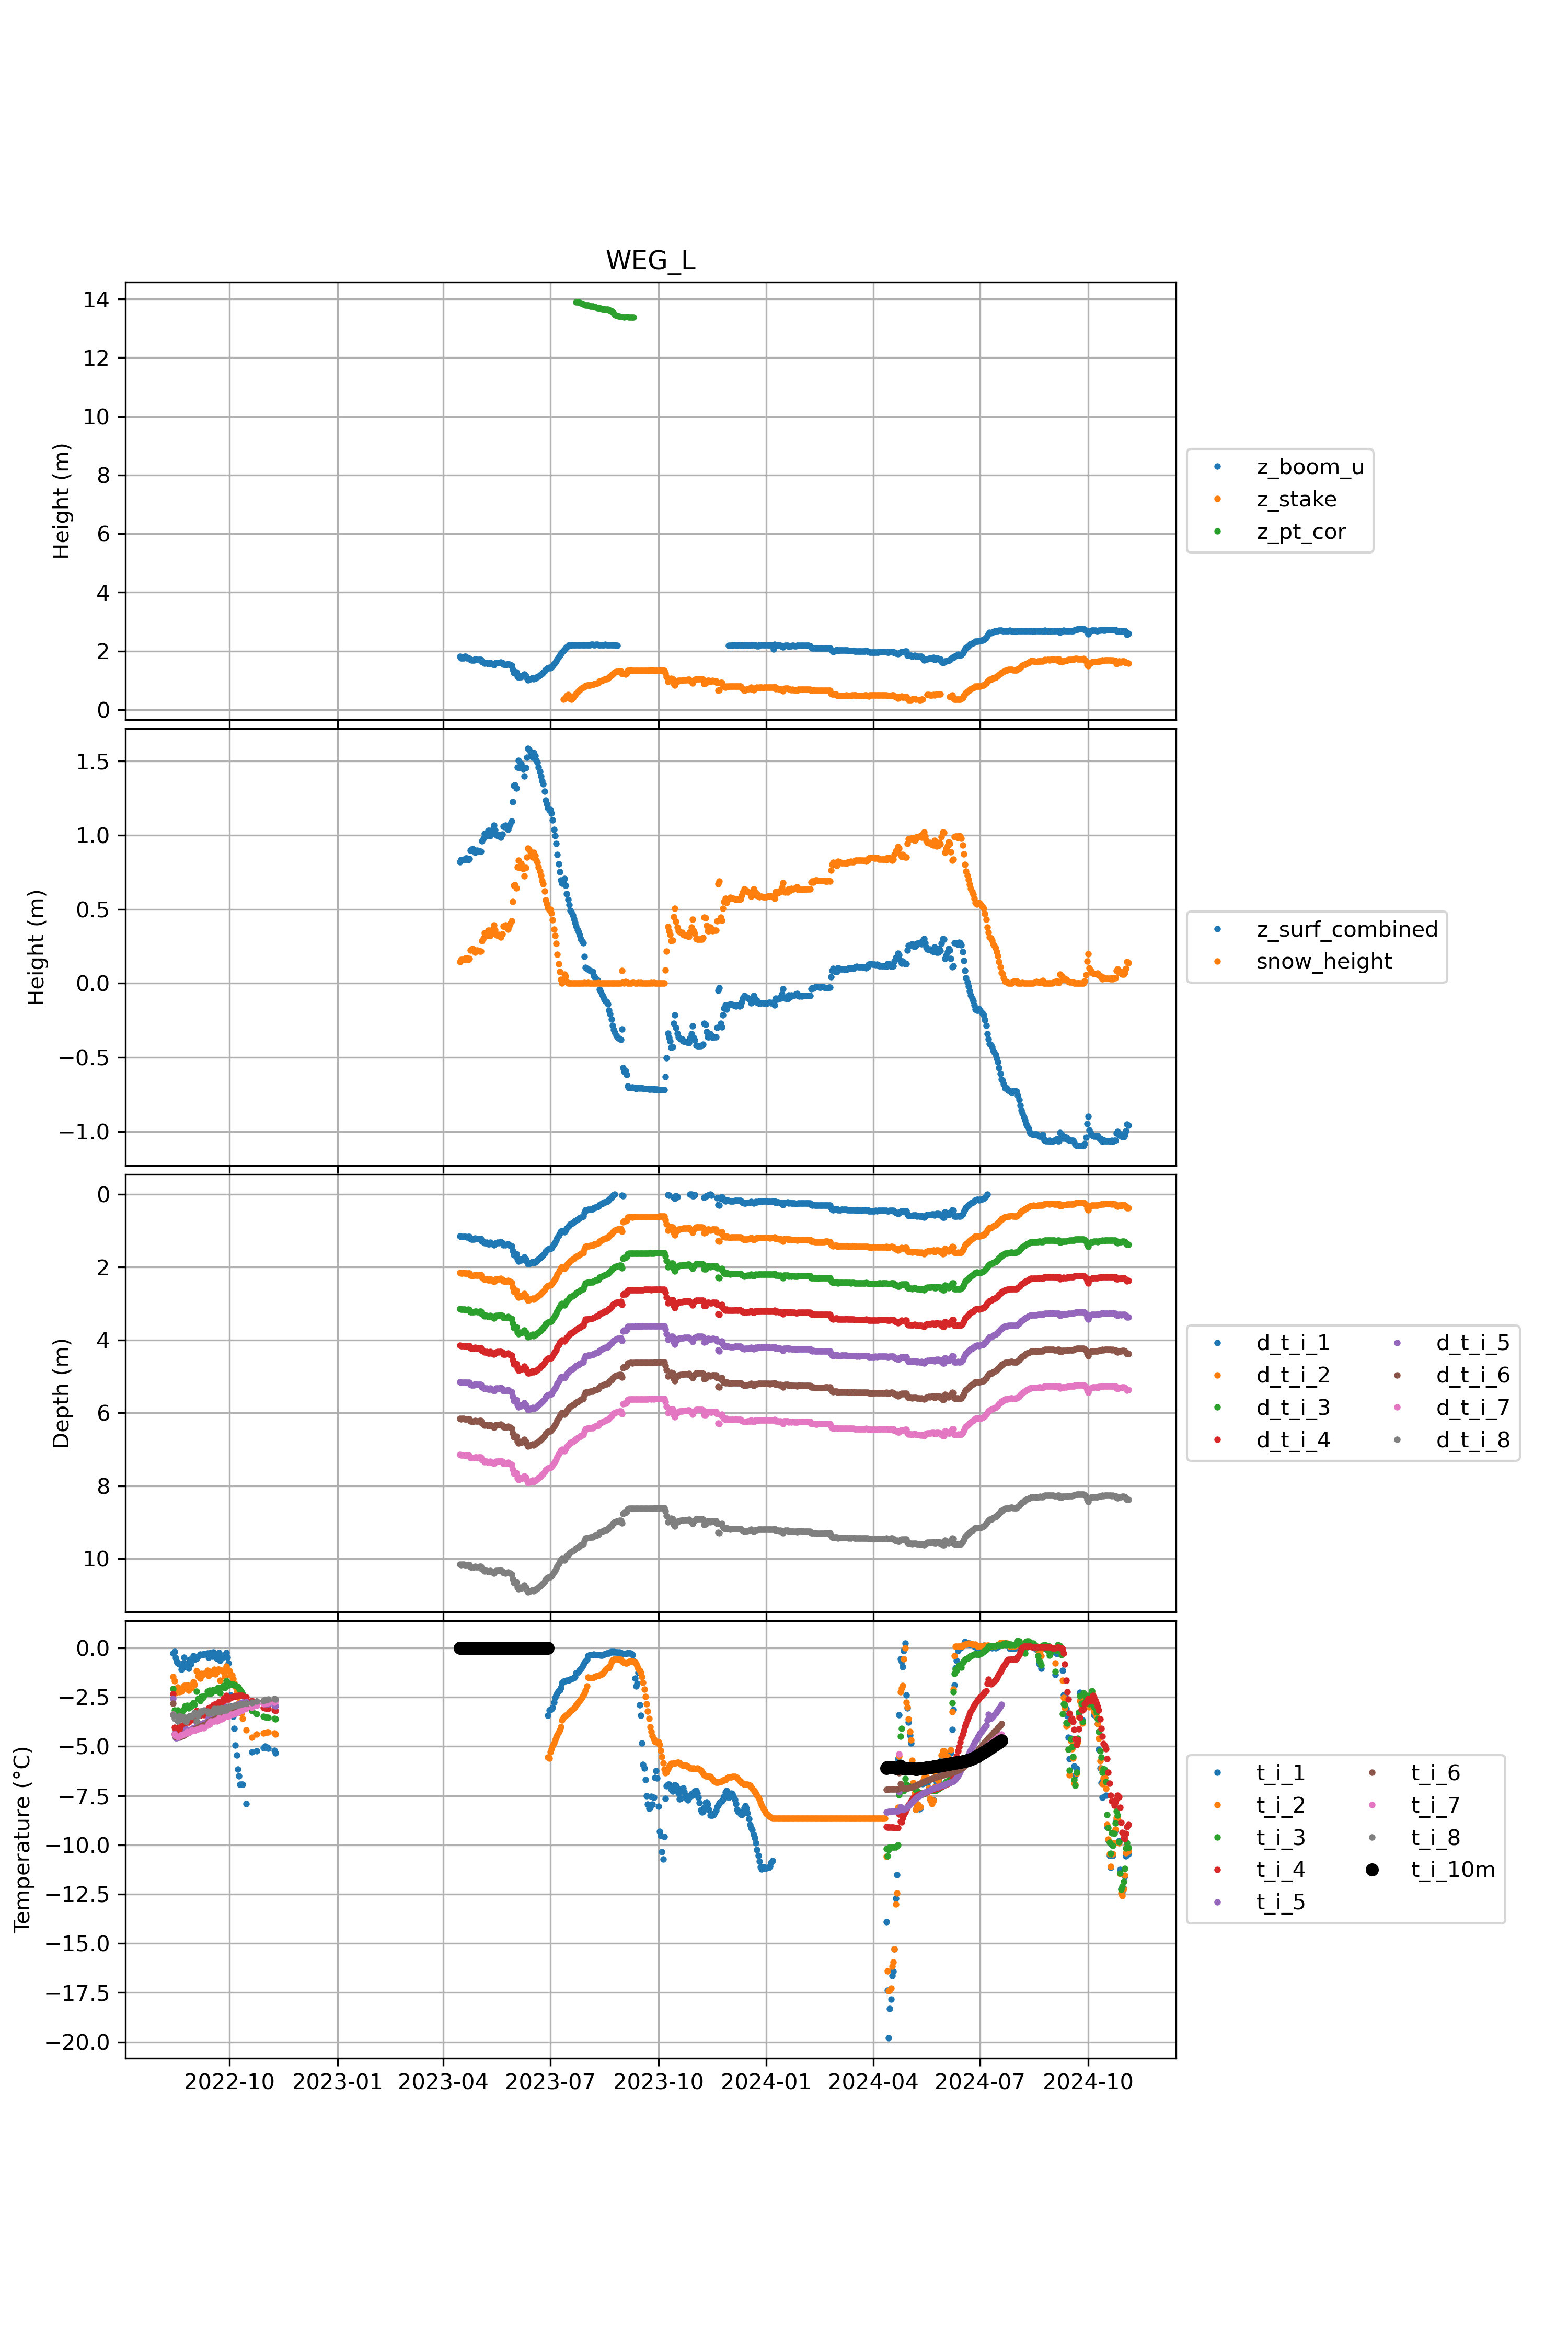 WEG_L
14
12
10
8
6
4
2
0
Height (m)
z_boom_u
z_stake
z_pt_cor
1.5
1.0
0.5
0.0
−0.5
−1.0
Height (m)
z_surf_combined
snow_height
0
2
4
6
8
10
Depth (m)
d_t_i_1
d_t_i_2
d_t_i_3
d_t_i_4
d_t_i_5
d_t_i_6
d_t_i_7
d_t_i_8
0.0
−2.5
−5.0
−7.5
−10.0
−12.5
−15.0
−17.5
−20.0
Temperature (°C)
t_i_1
t_i_2
t_i_3
t_i_4
t_i_5
t_i_6
t_i_7
t_i_8
t_i_10m
2022-10 2023-01 2023-04 2023-07 2023-10 2024-01 2024-04 2024-07 2024-10